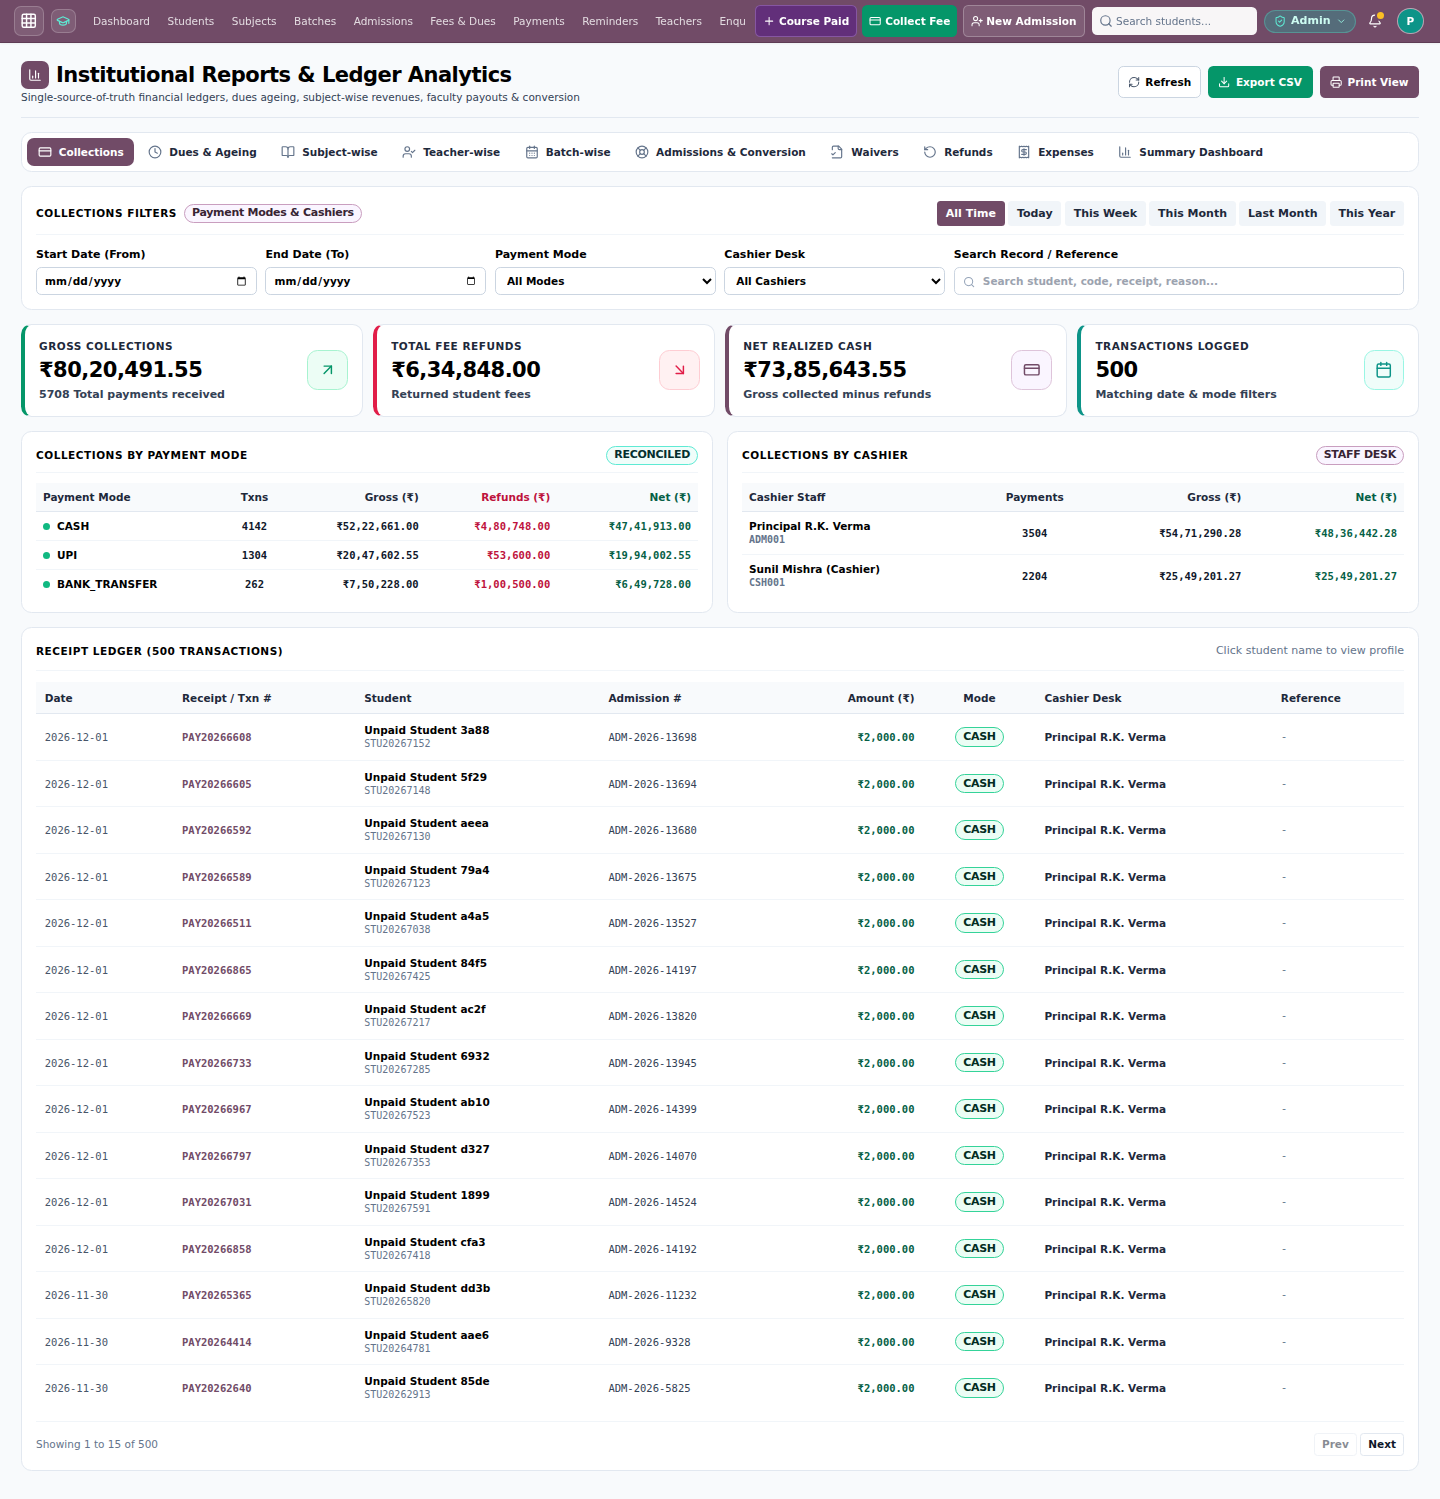 Dashboard Students Subjects Batches Admissions Fees & Dues Payments Reminders Teachers Enqu + Course Paid Collect Fee New Admission Search students... Admin P
Institutional Reports & Ledger Analytics
Single-source-of-truth financial ledgers, dues ageing, subject-wise revenues, faculty payouts & conversion
Refresh Export CSV Print View
Collections Dues & Ageing Subject-wise Teacher-wise Batch-wise Admissions & Conversion Waivers Refunds Expenses Summary Dashboard
COLLECTIONS FILTERS Payment Modes & Cashiers All Time Today This Week This Month Last Month This Year
Start Date (From) End Date (To) Payment Mode Cashier Desk Search Record / Reference
mm/dd/yyyy mm/dd/yyyy All Modes All Cashiers Search student, code, receipt, reason...
GROSS COLLECTIONS
₹80,20,491.55
5708 Total payments received
TOTAL FEE REFUNDS
₹6,34,848.00
Returned student fees
NET REALIZED CASH
₹73,85,643.55
Gross collected minus refunds
TRANSACTIONS LOGGED
500
Matching date & mode filters
COLLECTIONS BY PAYMENT MODE RECONCILED
Payment Mode Txns Gross (₹) Refunds (₹) Net (₹)
CASH 4142 ₹52,22,661.00 ₹4,80,748.00 ₹47,41,913.00
UPI 1304 ₹20,47,602.55 ₹53,600.00 ₹19,94,002.55
BANK_TRANSFER 262 ₹7,50,228.00 ₹1,00,500.00 ₹6,49,728.00
COLLECTIONS BY CASHIER STAFF DESK
Cashier Staff Payments Gross (₹) Net (₹)
Principal R.K. Verma 3504 ₹54,71,290.28 ₹48,36,442.28
ADM001
Sunil Mishra (Cashier) 2204 ₹25,49,201.27 ₹25,49,201.27
CSH001
RECEIPT LEDGER (500 TRANSACTIONS) Click student name to view profile
Date Receipt / Txn # Student Admission # Amount (₹) Mode Cashier Desk Reference
2026-12-01 PAY20266608 Unpaid Student 3a88 ADM-2026-13698 ₹2,000.00 CASH Principal R.K. Verma -
STU20267152
2026-12-01 PAY20266605 Unpaid Student 5f29 ADM-2026-13694 ₹2,000.00 CASH Principal R.K. Verma -
STU20267148
2026-12-01 PAY20266592 Unpaid Student aeea ADM-2026-13680 ₹2,000.00 CASH Principal R.K. Verma -
STU20267130
2026-12-01 PAY20266589 Unpaid Student 79a4 ADM-2026-13675 ₹2,000.00 CASH Principal R.K. Verma -
STU20267123
2026-12-01 PAY20266511 Unpaid Student a4a5 ADM-2026-13527 ₹2,000.00 CASH Principal R.K. Verma -
STU20267038
2026-12-01 PAY20266865 Unpaid Student 84f5 ADM-2026-14197 ₹2,000.00 CASH Principal R.K. Verma -
STU20267425
2026-12-01 PAY20266669 Unpaid Student ac2f ADM-2026-13820 ₹2,000.00 CASH Principal R.K. Verma -
STU20267217
2026-12-01 PAY20266733 Unpaid Student 6932 ADM-2026-13945 ₹2,000.00 CASH Principal R.K. Verma -
STU20267285
2026-12-01 PAY20266967 Unpaid Student ab10 ADM-2026-14399 ₹2,000.00 CASH Principal R.K. Verma -
STU20267523
2026-12-01 PAY20266797 Unpaid Student d327 ADM-2026-14070 ₹2,000.00 CASH Principal R.K. Verma -
STU20267353
2026-12-01 PAY20267031 Unpaid Student 1899 ADM-2026-14524 ₹2,000.00 CASH Principal R.K. Verma -
STU20267591
2026-12-01 PAY20266858 Unpaid Student cfa3 ADM-2026-14192 ₹2,000.00 CASH Principal R.K. Verma -
STU20267418
2026-11-30 PAY20265365 Unpaid Student dd3b ADM-2026-11232 ₹2,000.00 CASH Principal R.K. Verma -
STU20265820
2026-11-30 PAY20264414 Unpaid Student aae6 ADM-2026-9328 ₹2,000.00 CASH Principal R.K. Verma -
STU20264781
2026-11-30 PAY20262640 Unpaid Student 85de ADM-2026-5825 ₹2,000.00 CASH Principal R.K. Verma -
STU20262913
Showing 1 to 15 of 500 Prev Next